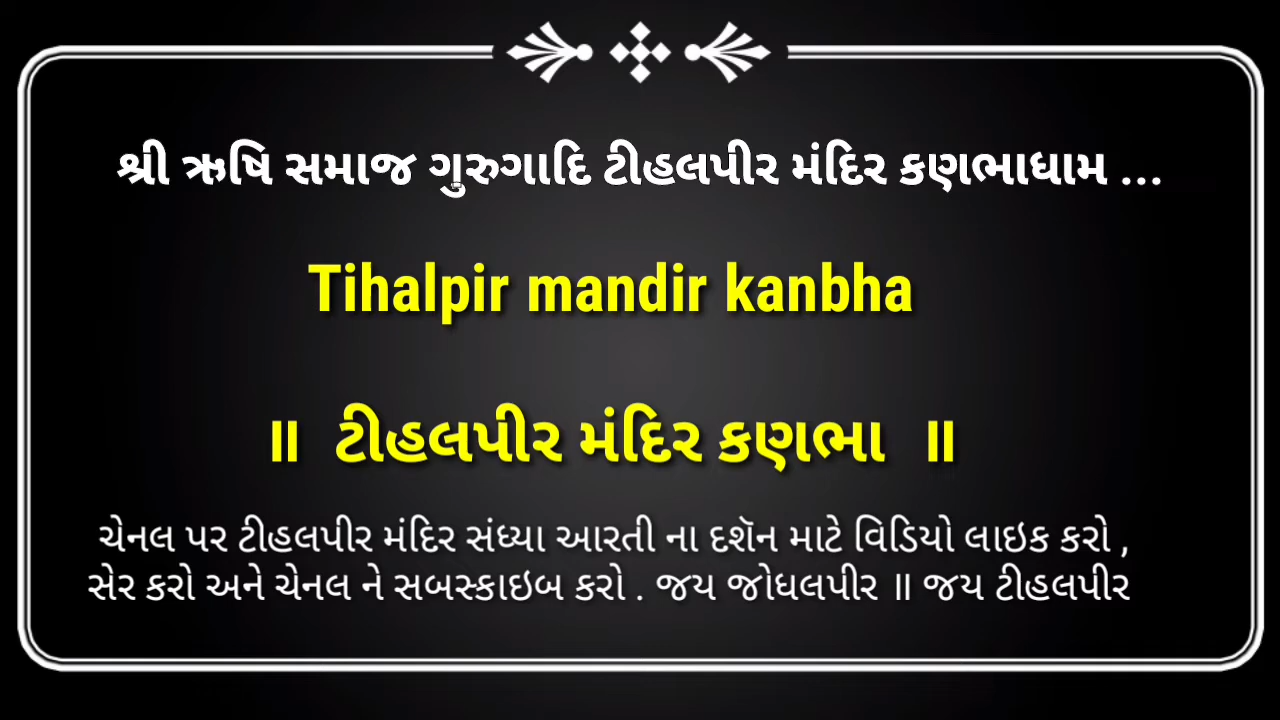 શ્રી ઋષિ સમાજ ગુરુગાદિ ટીહલપીર મંદિર કણભાધામ ...
Tihalpir mandir kanbha
॥ ટીહલપીર મંદિર કણભા ॥
ચેનલ પર ટીહલપીર મંદિર સંધ્યા આરતી ના દર્શૅન માટે વિડિયો લાઇક કરો ,
સેર કરો અને ચેનલ ને સબસ્કાઇબ કરો . જય જોધલપીર ॥ જય ટીહલપીર